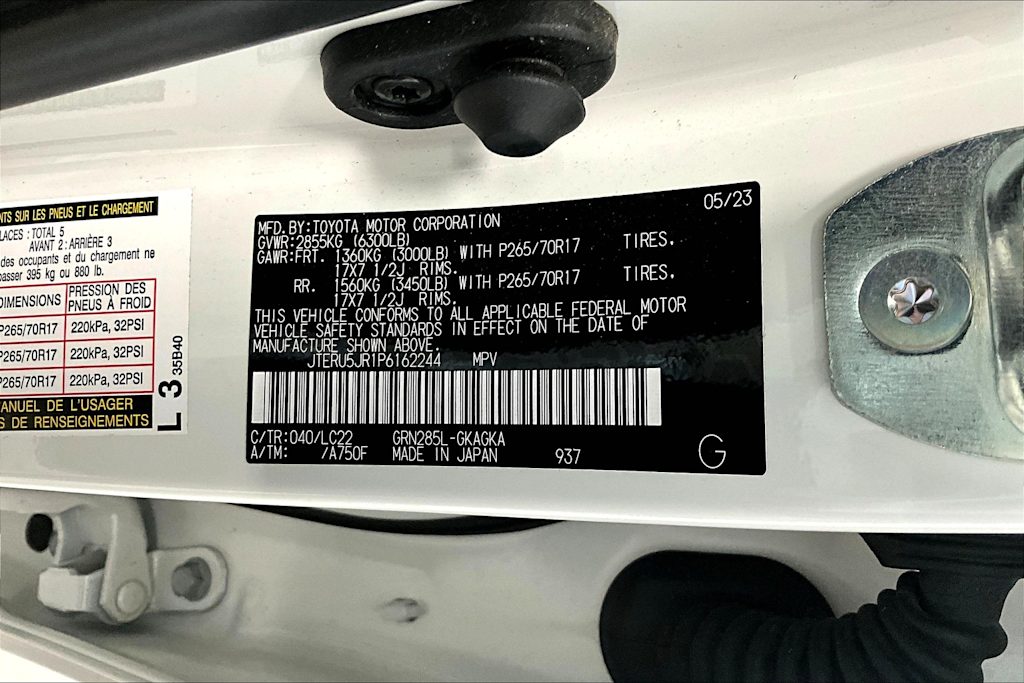 NTS SUR LES PNEUS ET LE CHARGEMENT
LACES : TOTAL 5
AVANT 2 : ARRIÈRE 3
des occupants et du chargement ne
passer 395 kg ou 880 lb.
DIMENSIONS PRESSION DES PNEUS À FROID
P265/70R17 220kPa, 32PSI
P265/70R17 220kPa, 32PSI
P265/70R17 220kPa, 32PSI
ANUEL DE L'USAGER
S DE RENSEIGNEMENTS
L 3 35B40
05/23
MFD.BY:TOYOTA MOTOR CORPORATION
GVWR:2855KG (6300LB)
GAWR:FRT. 1360KG (3000LB) WITH P265/70R17 TIRES.
17X7 1/2J RIMS.
RR. 1560KG (3450LB) WITH P265/70R17 TIRES.
17X7 1/2J RIMS.
THIS VEHICLE CONFORMS TO ALL APPLICABLE FEDERAL MOTOR
VEHICLE SAFETY STANDARDS IN EFFECT ON THE DATE OF
MANUFACTURE SHOWN ABOVE.
JTERU5JR1P6162244 MPV
C/TR:040/LC22 GRN285L-GKAGKA
A/TM: /A750F MADE IN JAPAN 937
G